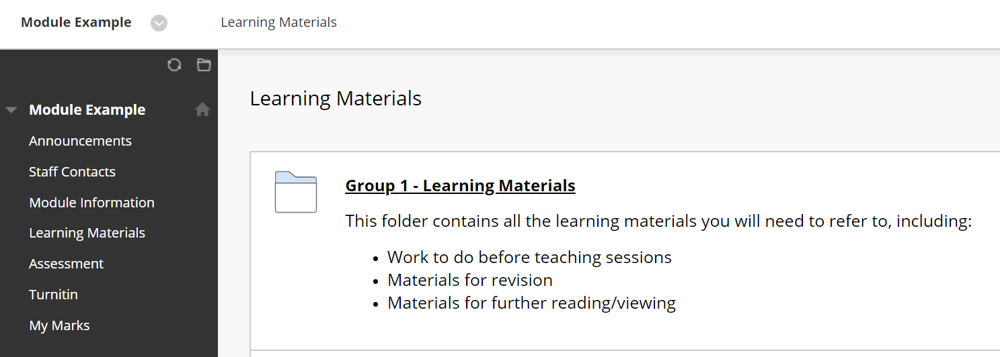 Module Example
Learning Materials
Module Example
Announcements
Staff Contacts
Module Information
Learning Materials
Assessment
Turnitin
My Marks
Learning Materials
Group 1 - Learning Materials
This folder contains all the learning materials you will need to refer to, including:
• Work to do before teaching sessions
• Materials for revision
• Materials for further reading/viewing